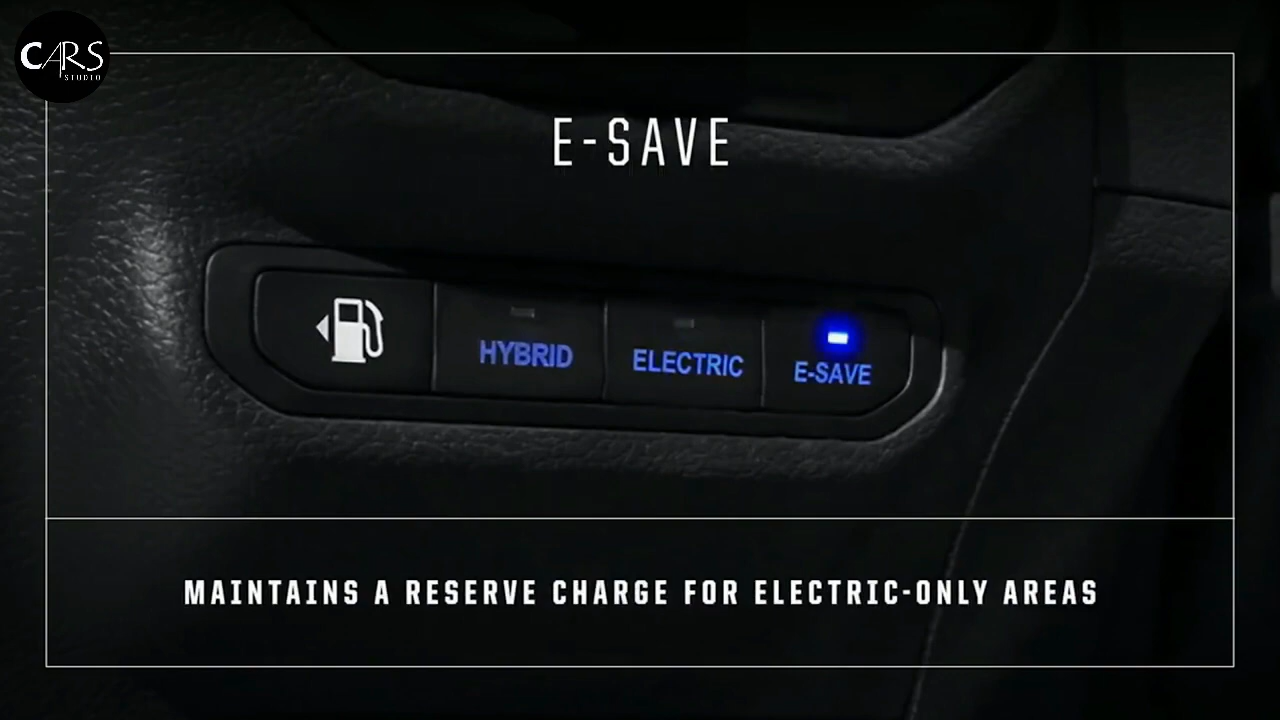 CARS
STUDIO
E-SAVE
HYBRID
ELECTRIC
E-SAVE
MAINTAINS A RESERVE CHARGE FOR ELECTRIC-ONLY AREAS